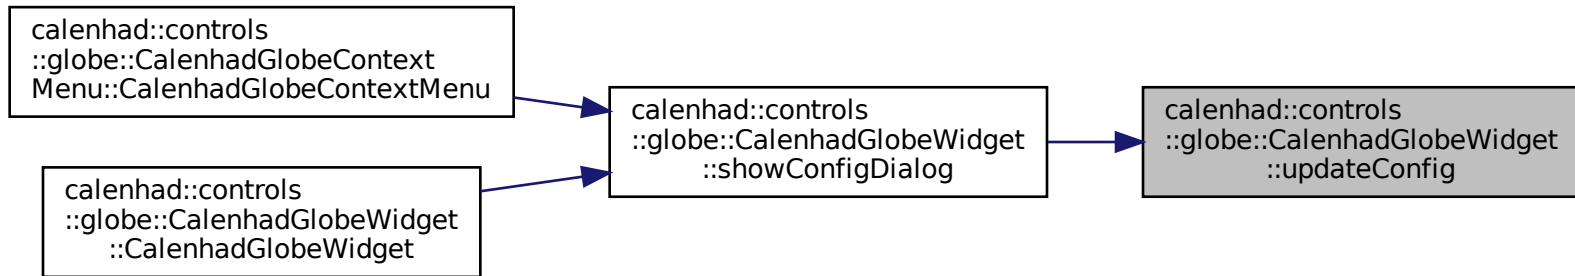 calenhad::controls
::globe::CalenhadGlobeContext
Menu::CalenhadGlobeContextMenu
calenhad::controls
::globe::CalenhadGlobeWidget
::CalenhadGlobeWidget
calenhad::controls
::globe::CalenhadGlobeWidget
::showConfigDialog
calenhad::controls
::globe::CalenhadGlobeWidget
::updateConfig